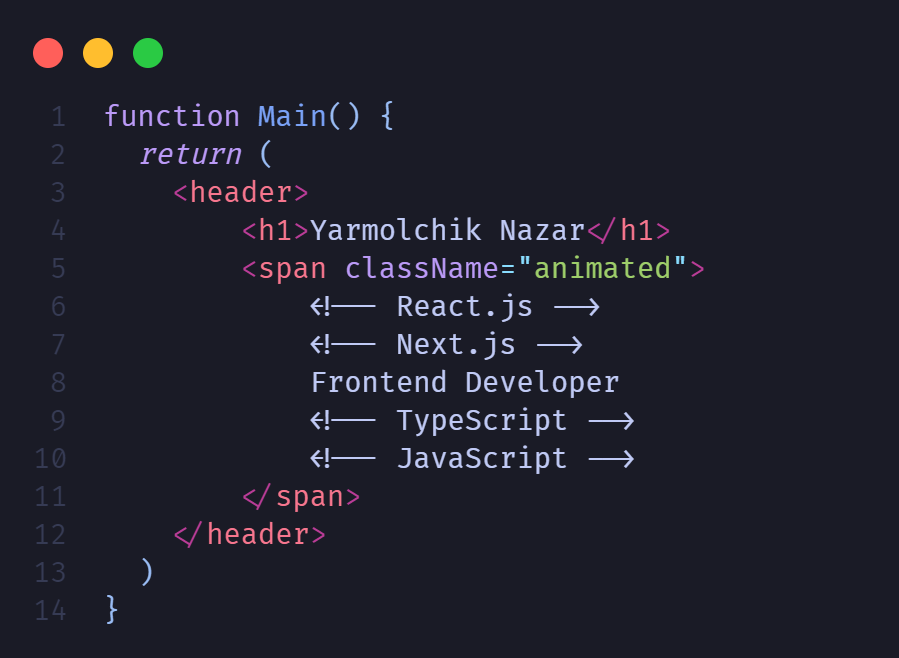 1 function Main() {
2 return (
3 <header>
4 <h1>Yarmolchik Nazar</h1>
5 <span className="animated">
6 <!-- React.js -->
7 <!-- Next.js -->
8 Frontend Developer
9 <!-- TypeScript -->
10 <!-- JavaScript -->
11 </span>
12 </header>
13 )
14 }